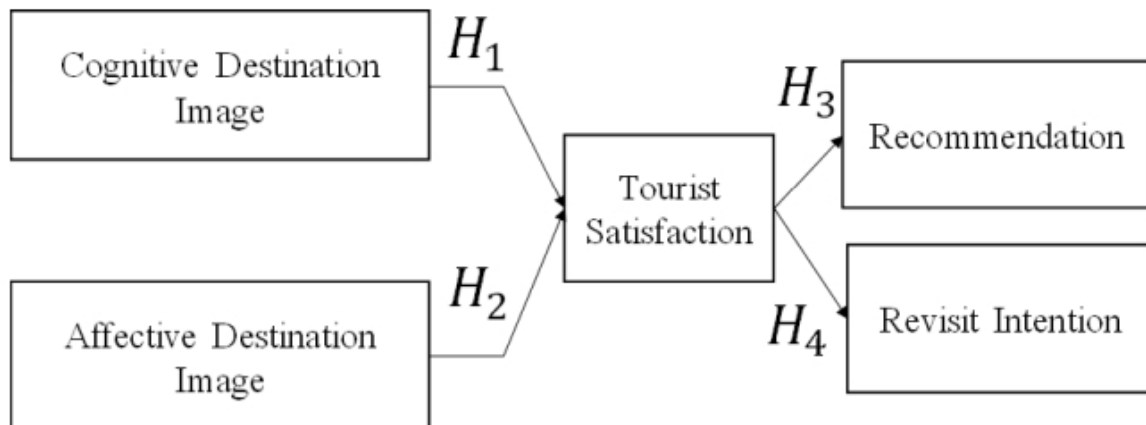 Cognitive Destination
Image
H₁
Affective Destination
Image
H₂
Tourist
Satisfaction
H₃
Recommendation
H₄
Revisit Intention